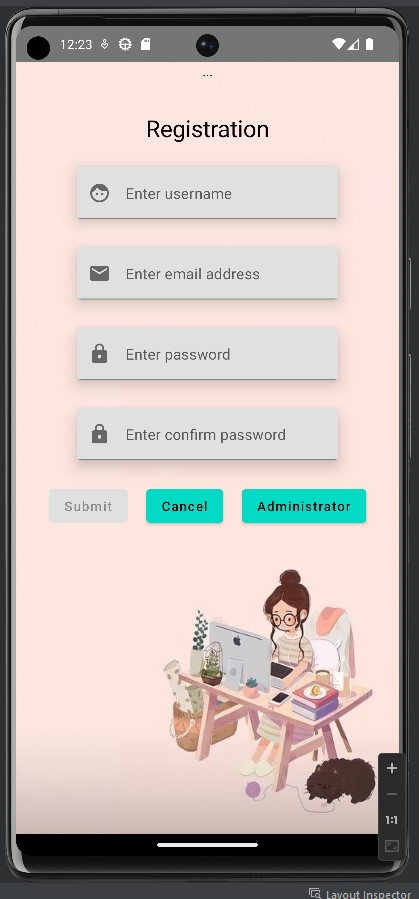 12:23
...
Registration
Enter username
Enter email address
Enter password
Enter confirm password
Submit Cancel Administrator
1:1
Layout Inspector